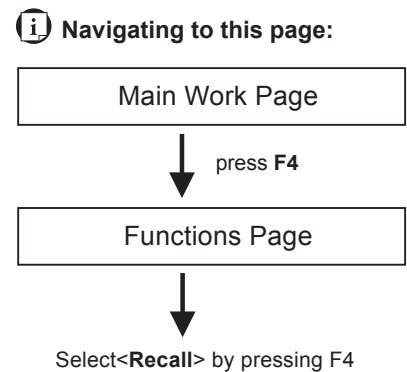 i Navigating to this page:
Main Work Page
press F4
Functions Page
Select<Recall> by pressing F4